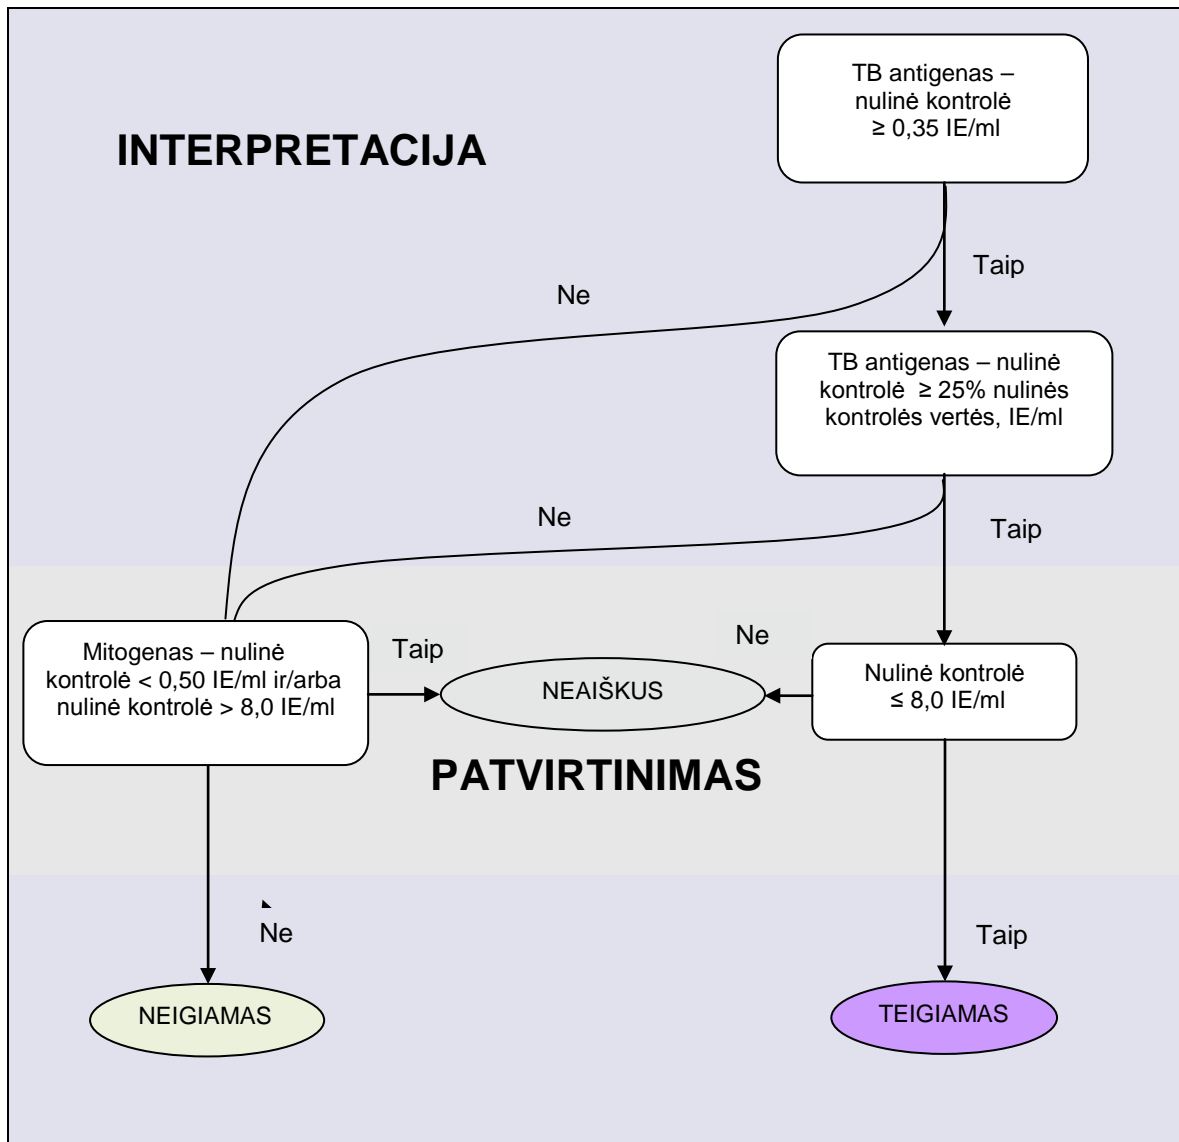 TB antigenas –
nulinė kontrolė
≥ 0,35 IE/ml
INTERPRETACIJA
Taip
Ne
TB antigenas – nulinė
kontrolė ≥ 25% nulinės
kontrolės vertės, IE/ml
Ne
Taip
Mitogenas – nulinė
kontrolė < 0,50 IE/ml ir/arba
nulinė kontrolė > 8,0 IE/ml
Taip
NEAIŠKUS
Ne
Nulinė kontrolė
≤ 8,0 IE/ml
PATVIRTINIMAS
Ne
Taip
NEIGIAMAS
TEIGIAMAS